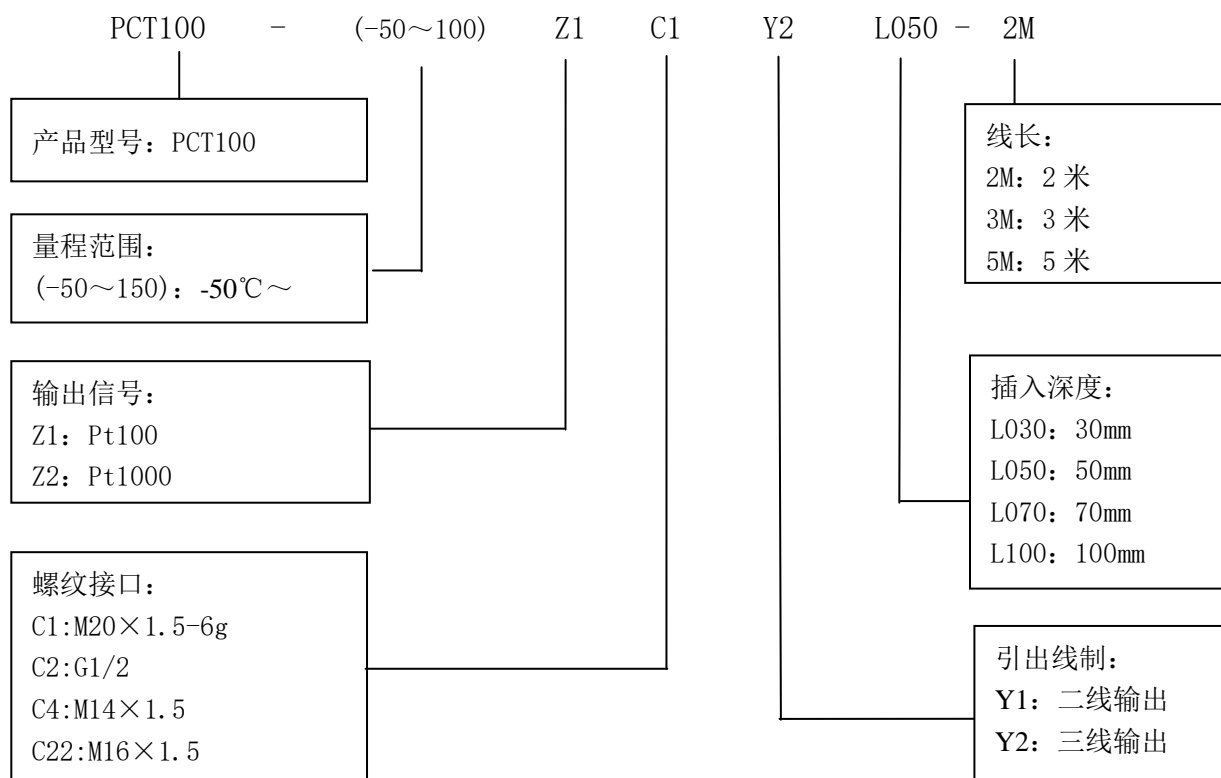 PCT100 - (-50～100) Z1 C1 Y2 L050 - 2M
产品型号：PCT100
量程范围：
(-50～150)：-50℃～
输出信号：
Z1：Pt100
Z2：Pt1000
螺纹接口：
C1:M20×1.5-6g
C2:G1/2
C4:M14×1.5
C22:M16×1.5
线长：
2M：2米
3M：3米
5M：5米
插入深度：
L030：30mm
L050：50mm
L070：70mm
L100：100mm
引出线制：
Y1：二线输出
Y2：三线输出